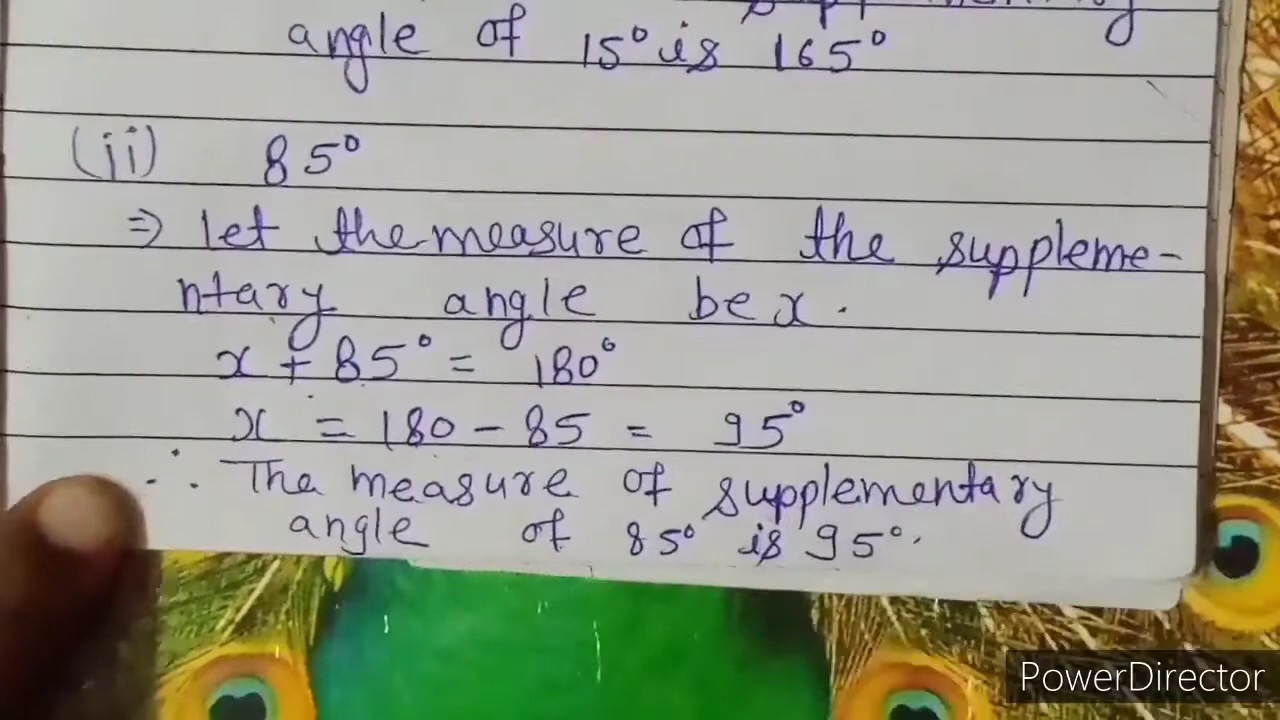 angle of 15° is 165°
(ii) 85°
⇒ let the measure of the suppleme-
ntary angle be x.
x + 85° = 180°
x = 180 - 85 = 95°
∴ The measure of supplementary
angle of 85° is 95°.
PowerDirector